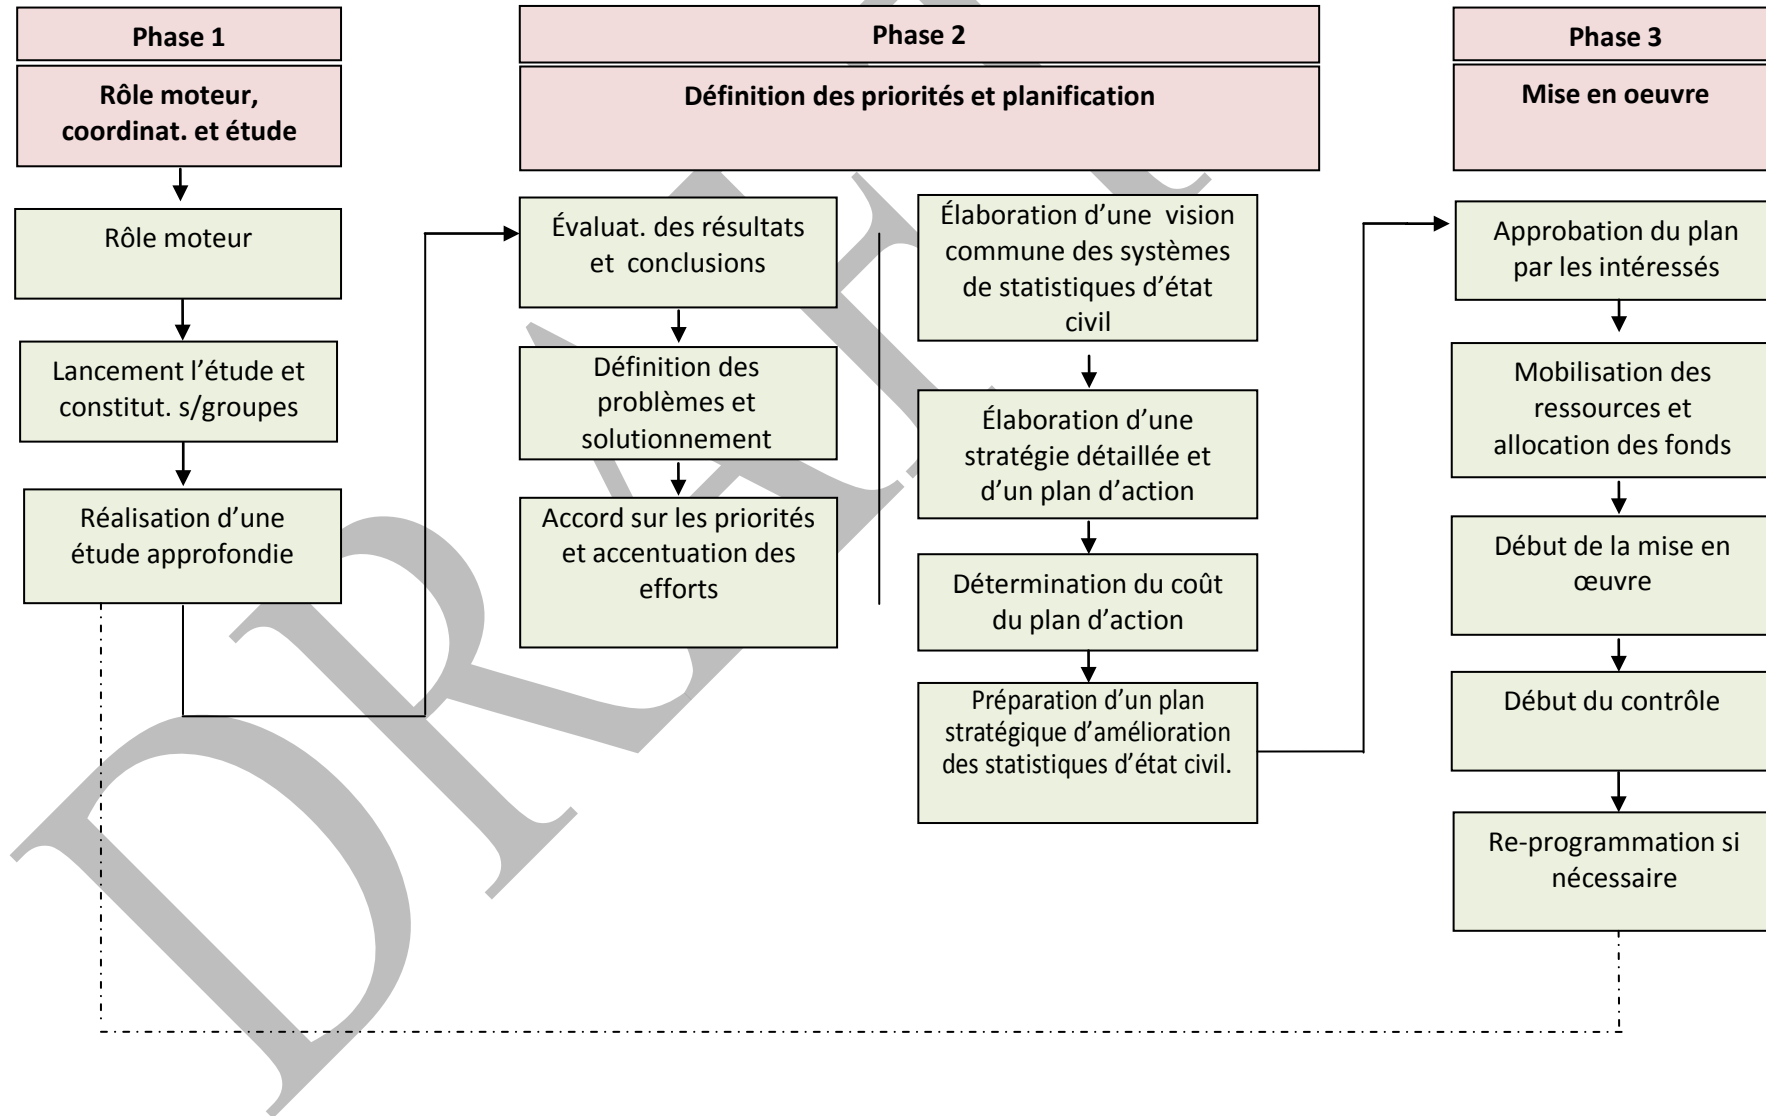 Phase 1
Rôle moteur,
coordinat. et étude
Rôle moteur
Lancement l’étude et
constitut. s/groupes
Réalisation d’une
étude approfondie
Phase 2
Définition des priorités et planification
Évaluat. des résultats
et conclusions
Définition des
problèmes et
solutionnement
Accord sur les priorités
et accentuation des
efforts
Élaboration d’une vision
commune des systèmes
de statistiques d’état
civil
Élaboration d’une
stratégie détaillée et
d’un plan d’action
Détermination du coût
du plan d’action
Préparation d’un plan
stratégique d’amélioration
des statistiques d’état civil.
Phase 3
Mise en oeuvre
Approbation du plan
par les intéressés
Mobilisation des
ressources et
allocation des fonds
Début de la mise en
œuvre
Début du contrôle
Re-programmation si
nécessaire
DRAFT